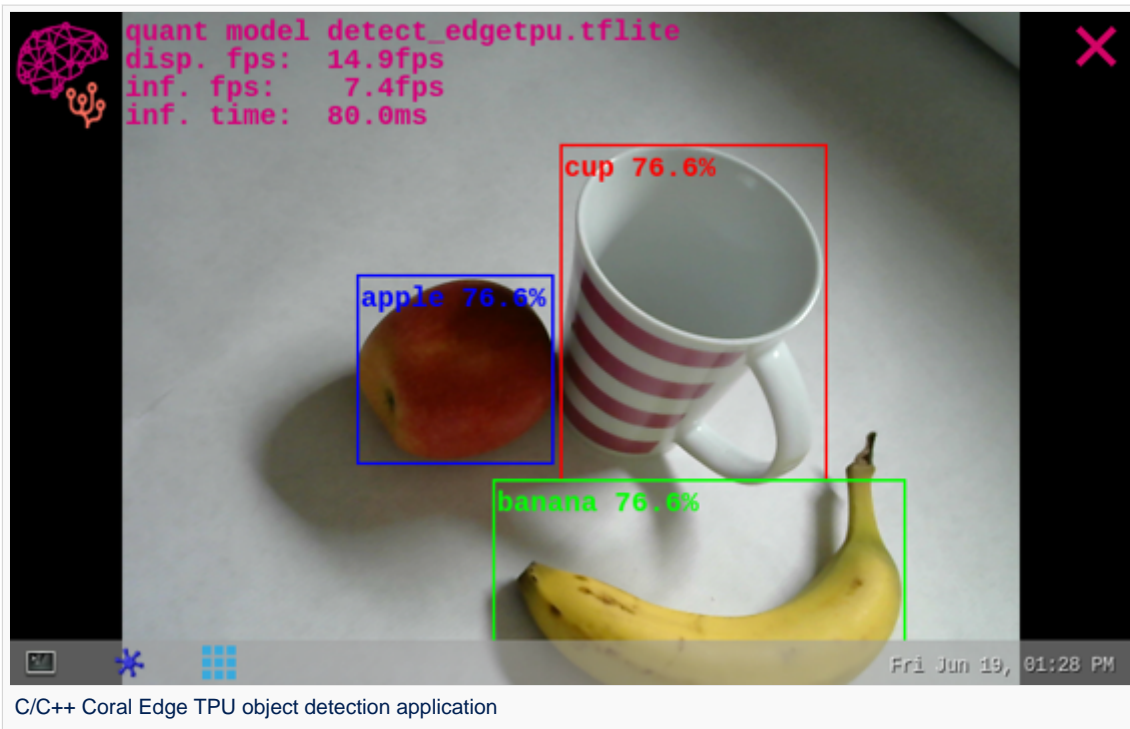 quant model detect_edgetpu.tflite
disp. fps: 14.9fps
inf. fps: 7.4fps
inf. time: 80.0ms
cup 76.6%
apple 76.6%
banana 76.6%
Fri Jun 19, 01:28 PM
C/C++ Coral Edge TPU object detection application